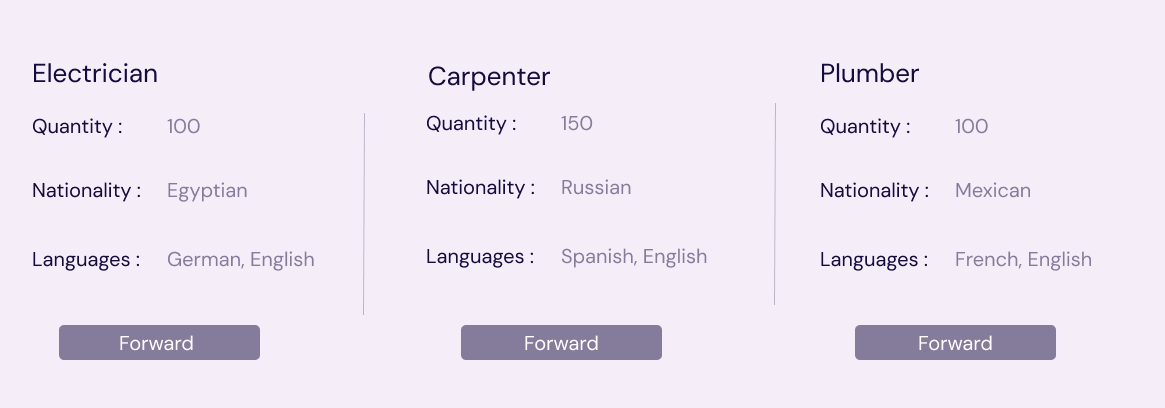 Electrician
Quantity : 100
Nationality : Egyptian
Languages : German, English
Forward
Carpenter
Quantity : 150
Nationality : Russian
Languages : Spanish, English
Forward
Plumber
Quantity : 100
Nationality : Mexican
Languages : French, English
Forward